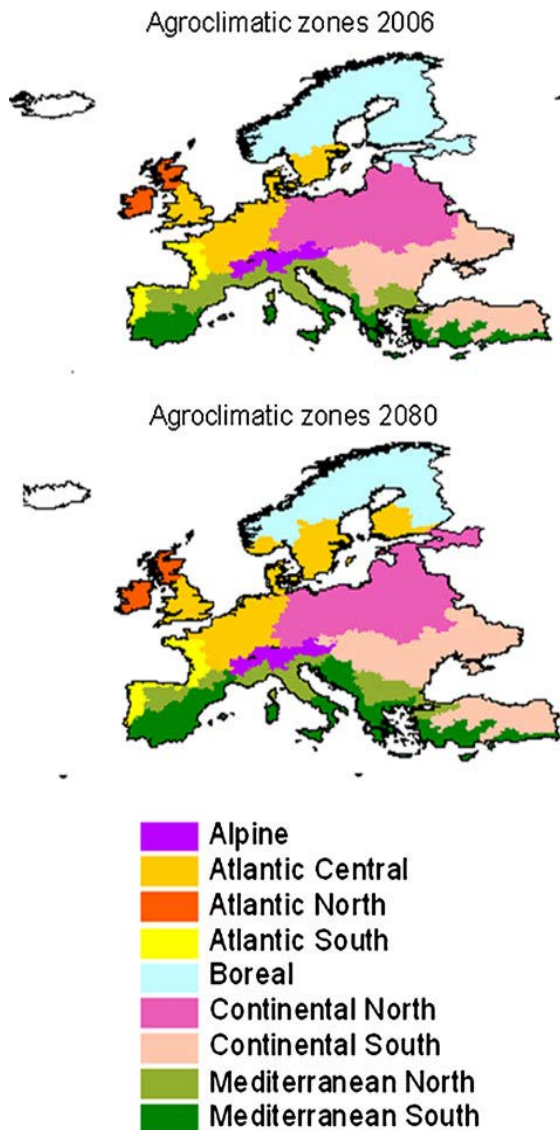 Agroclimatic zones 2006
Agroclimatic zones 2080
Alpine
Atlantic Central
Atlantic North
Atlantic South
Boreal
Continental North
Continental South
Mediterranean North
Mediterranean South